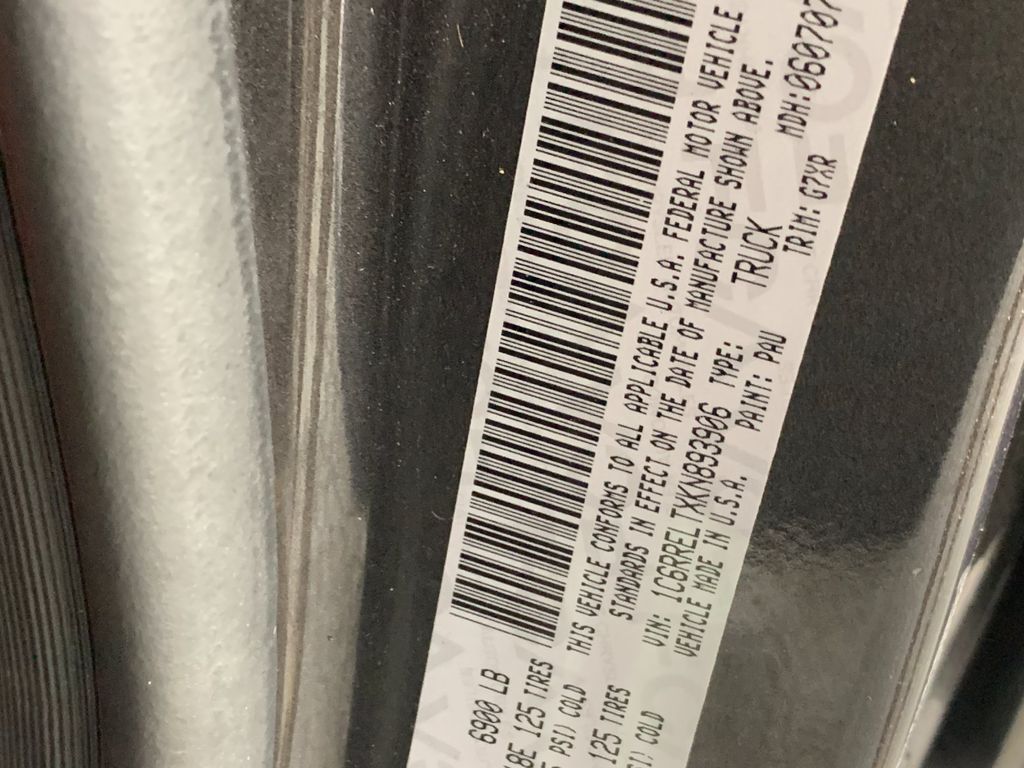 6900 LB
125 TIRES
PSI) COLD
125 TIRES
COLD
THIS VEHICLE CONFORMS TO ALL APPLICABLE U.S.A. FEDERAL MOTOR VEHICLE
STANDARDS IN EFFECT ON THE DATE OF MANUFACTURE SHOWN ABOVE.
VIN: 1C6RRELTXKN893906 TYPE: TRUCK
VEHICLE MADE IN U.S.A. PAINT: PAU TRIM: G7XR MDH:060707